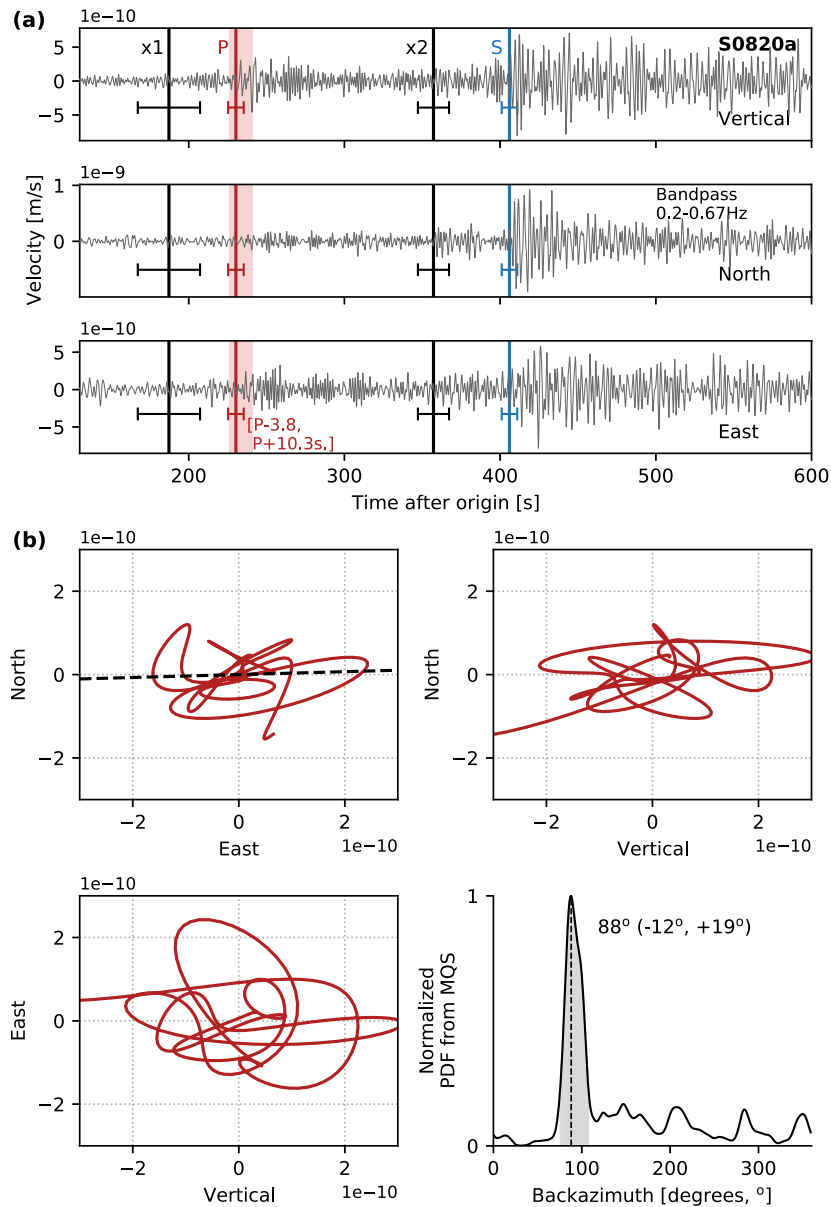 (a)
1e−10
x1
P
x2
S
S0820a
5
0
−5
Vertical
1e−9
1
0
Bandpass
0.2-0.67Hz
North
Velocity [m/s]
1e−10
5
0
−5
[P-3.8,
P+10.3s.]
East
200
300
400
500
600
Time after origin [s]
(b)
1e−10
2
0
−2
North
−2
0
2
1e−10
East
1e−10
2
0
−2
North
−2
0
2
1e−10
Vertical
1e−10
2
0
−2
East
−2
0
2
1e−10
Vertical
1
0
Normalized
PDF from MQS
88° (-12°, +19°)
0
100
200
300
Backazimuth [degrees, °]